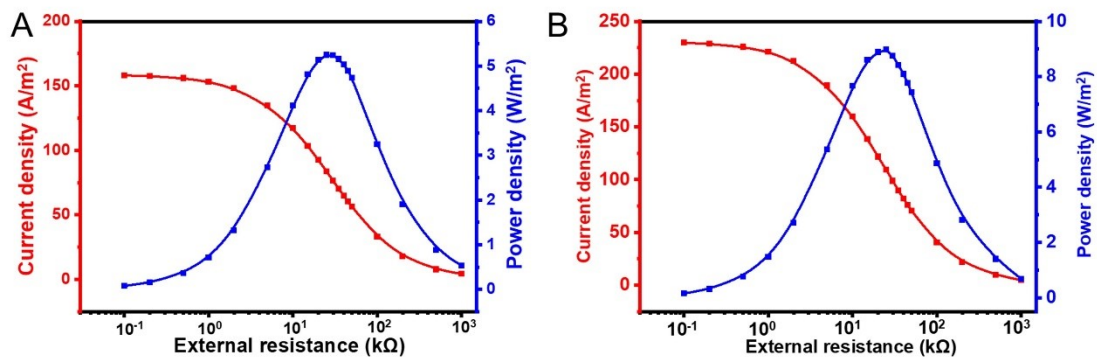 A
Current density (A/m²)
200
150
100
50
0
6
5
4
3
2
1
0
Power density (W/m²)
10⁻¹ 10⁰ 10¹ 10² 10³
External resistance (kΩ)
B
Current density (A/m²)
250
200
150
100
50
0
10
8
6
4
2
0
Power density (W/m²)
10⁻¹ 10⁰ 10¹ 10² 10³
External resistance (kΩ)